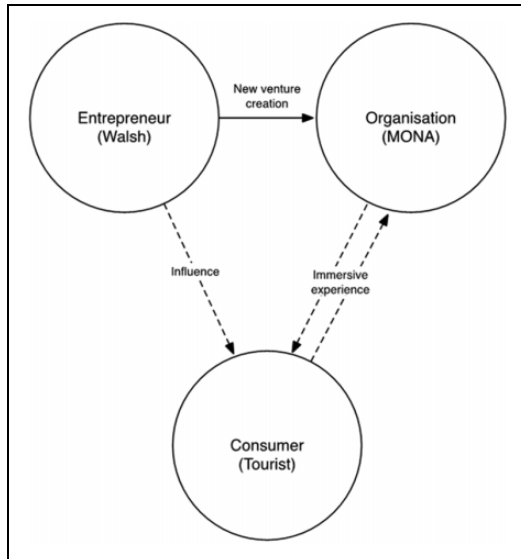 Entrepreneur
(Walsh)
New venture
creation
Organisation
(MONA)
Influence
Immersive
experience
Consumer
(Tourist)